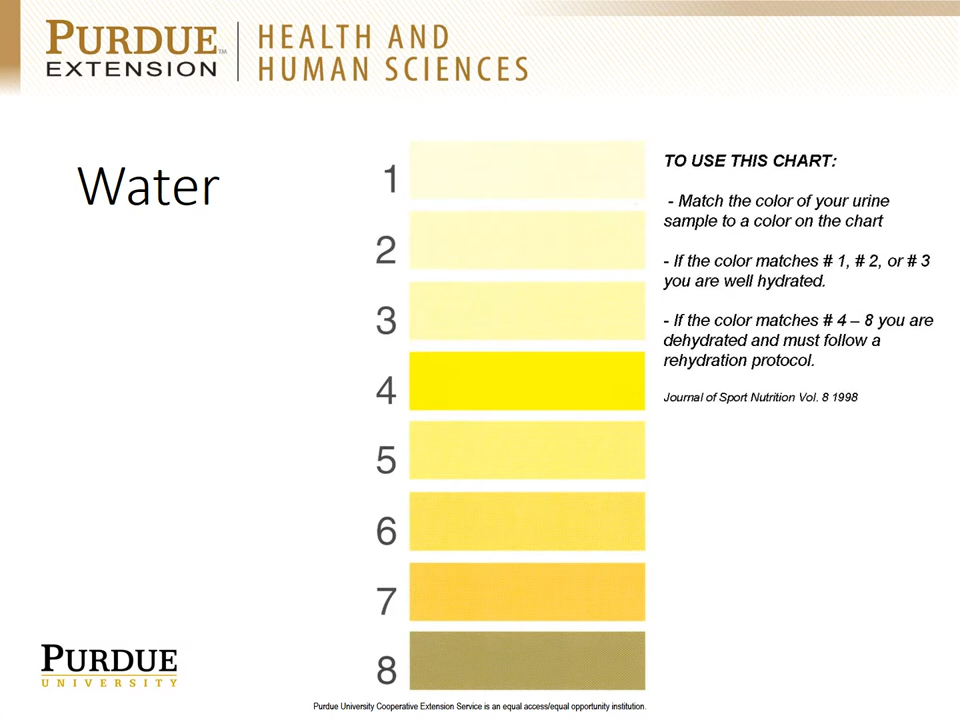 PURDUE™
EXTENSION
HEALTH AND
HUMAN SCIENCES
Water
1
2
3
4
5
6
7
8
TO USE THIS CHART:
- Match the color of your urine
sample to a color on the chart
- If the color matches # 1, # 2, or # 3
you are well hydrated.
- If the color matches # 4 – 8 you are
dehydrated and must follow a
rehydration protocol.
Journal of Sport Nutrition Vol. 8 1998
PURDUE
UNIVERSITY
Purdue University Cooperative Extension Service is an equal access/equal opportunity institution.